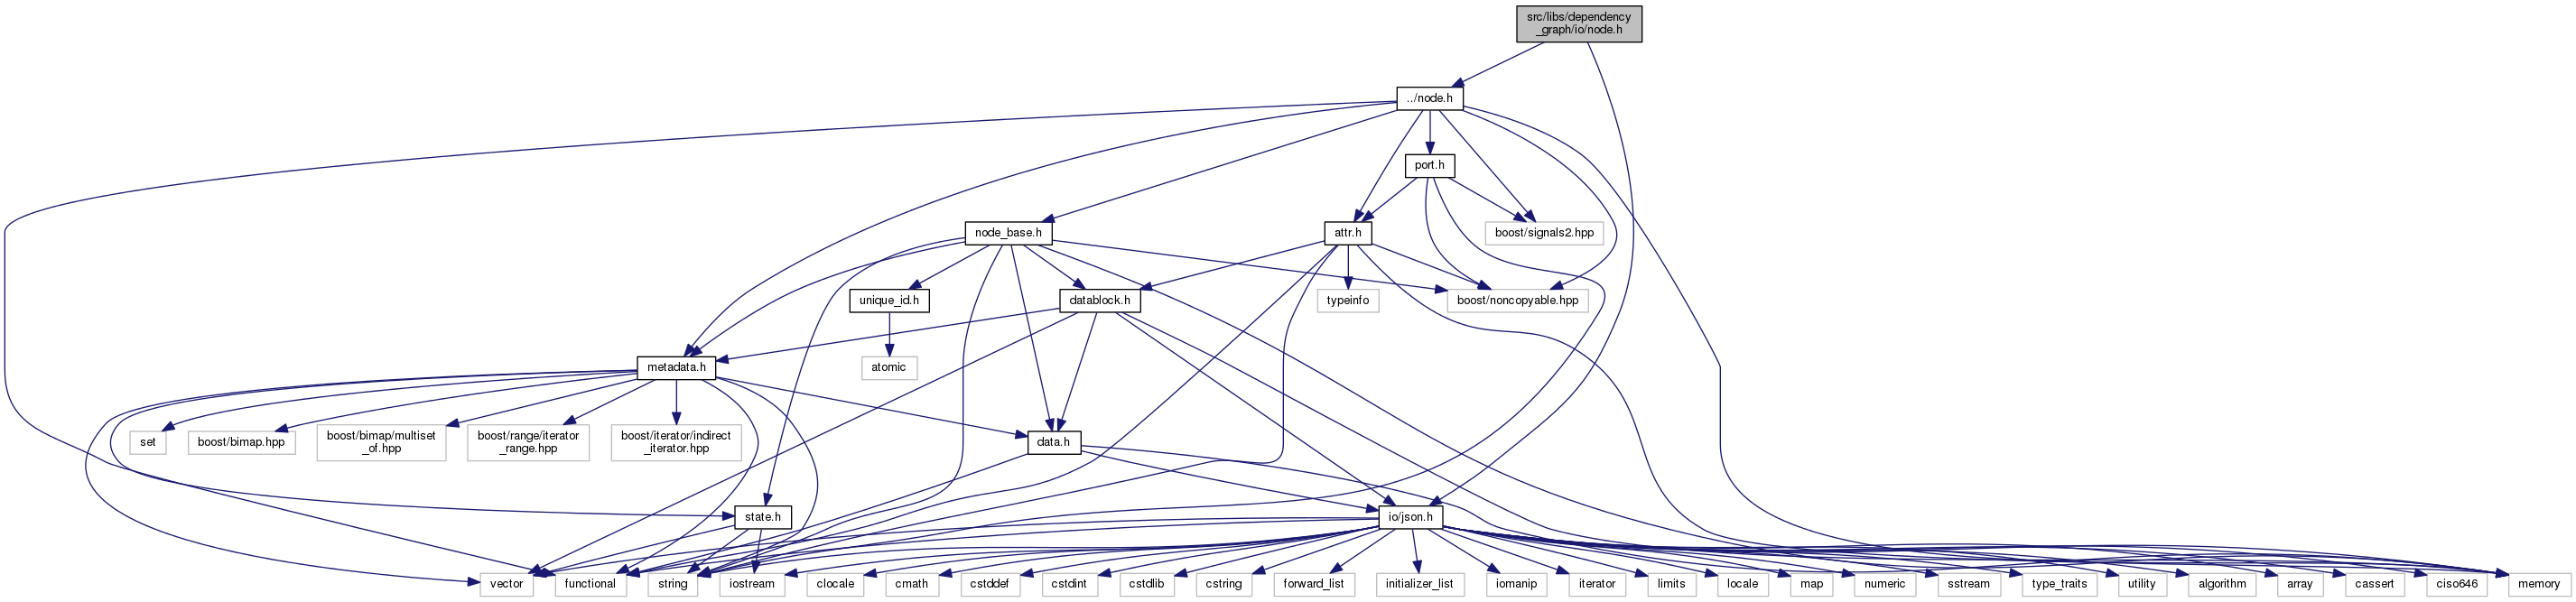 src/libs/dependency
_graph/io/node.h
../node.h
port.h
node_base.h
attr.h
boost/signals2.hpp
unique_id.h
datablock.h
typeinfo
boost/noncopyable.hpp
metadata.h
atomic
set
boost/bimap.hpp
boost/bimap/multiset
_of.hpp
boost/range/iterator
_range.hpp
boost/iterator/indirect
_iterator.hpp
data.h
state.h
io/json.h
vector
functional
string
iostream
clocale
cmath
cstddef
cstdint
cstdlib
cstring
forward_list
initializer_list
iomanip
iterator
limits
locale
map
numeric
sstream
type_traits
utility
algorithm
array
cassert
ciso646
memory